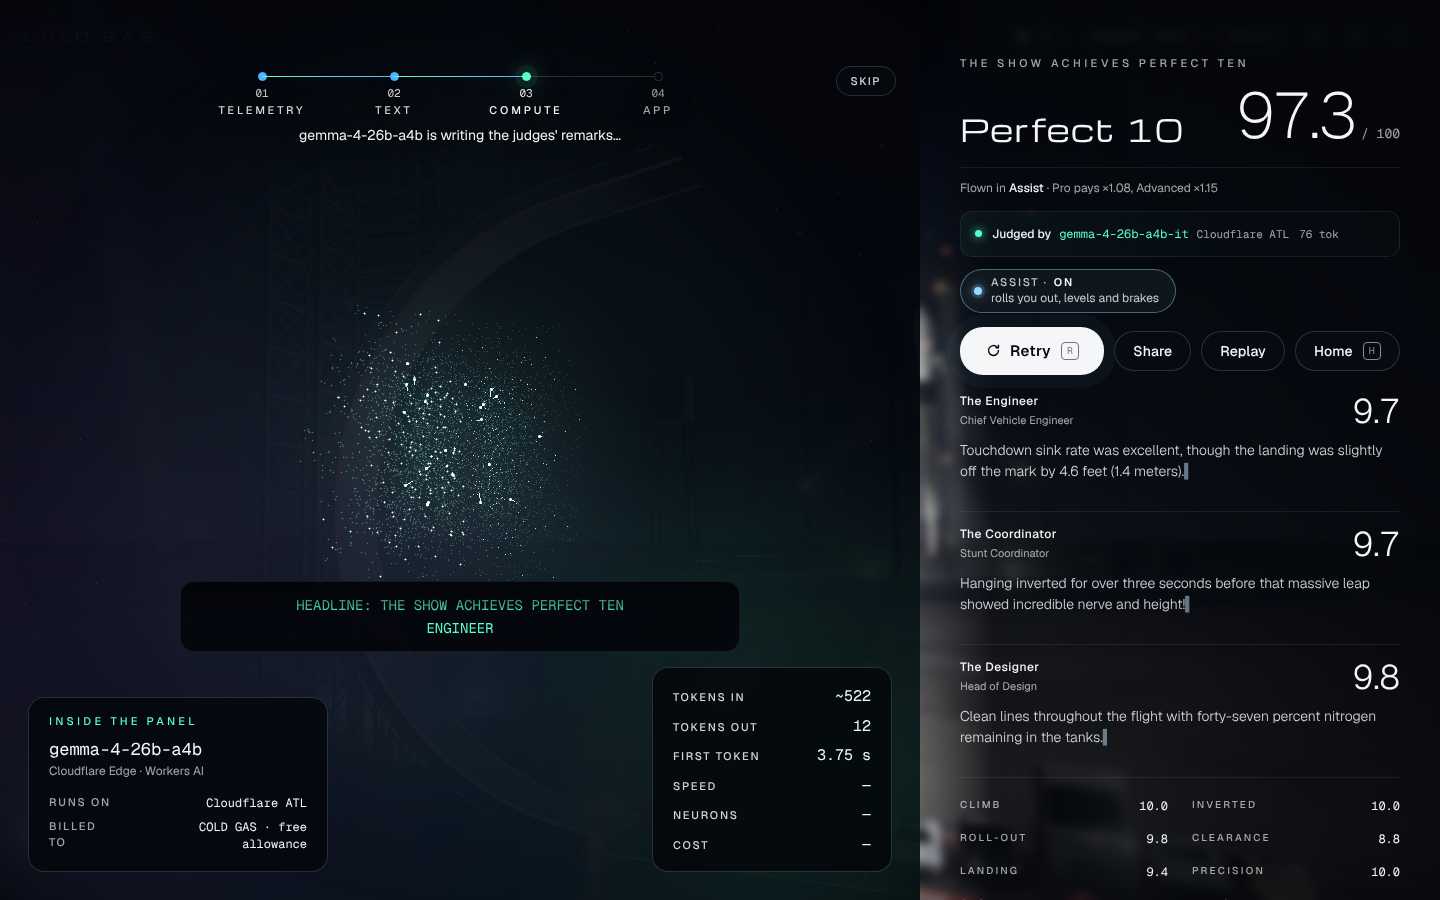 COLD GAS
01
TELEMETRY
02
TEXT
03
COMPUTE
04
APP
gemma-4-26b-a4b is writing the judges' remarks…
SKIP
HEADLINE: THE SHOW ACHIEVES PERFECT TEN
ENGINEER
INSIDE THE PANEL
gemma-4-26b-a4b
Cloudflare Edge · Workers AI
RUNS ON Cloudflare ATL
BILLED TO COLD GAS · free allowance
TOKENS IN ~522
TOKENS OUT 12
FIRST TOKEN 3.75 s
SPEED —
NEURONS —
COST —
THE SHOW ACHIEVES PERFECT TEN
Perfect 10 97.3 / 100
Flown in Assist · Pro pays ×1.08, Advanced ×1.15
Judged by gemma-4-26b-a4b-it Cloudflare ATL 76 tok
ASSIST · ON
rolls you out, levels and brakes
Retry R
Share
Replay
Home H
The Engineer 9.7
Chief Vehicle Engineer
Touchdown sink rate was excellent, though the landing was slightly
off the mark by 4.6 feet (1.4 meters).
The Coordinator 9.7
Stunt Coordinator
Hanging inverted for over three seconds before that massive leap
showed incredible nerve and height!
The Designer 9.8
Head of Design
Clean lines throughout the flight with forty-seven percent nitrogen
remaining in the tanks.
CLIMB 10.0 INVERTED 10.0
ROLL-OUT 9.8 CLEARANCE 8.8
LANDING 9.4 PRECISION 10.0